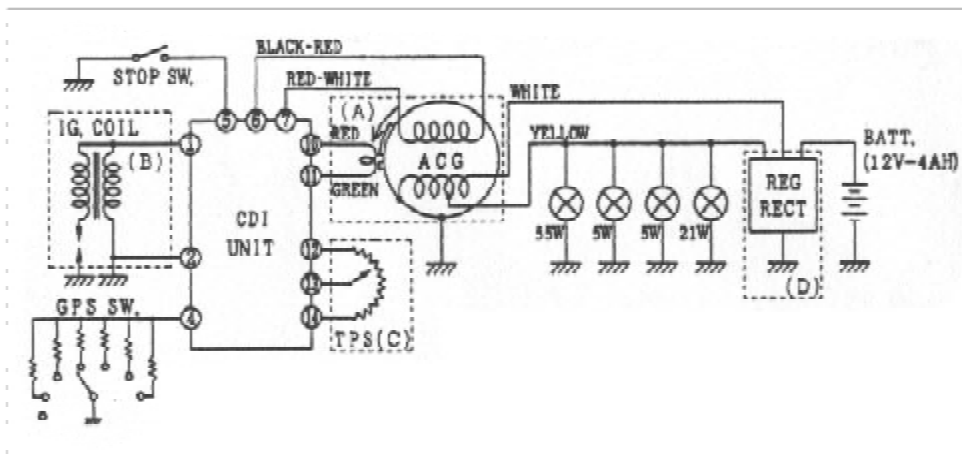 BLACK-RED
STOP SW.
RED-WHITE
WHITE
5 6 7
(A)
IG. COIL
(B)
1
RED
10
YELLOW
BATT.
(12V-4AH)
ACG
11
GREEN
REG
RECT
CDI
UNIT
55W 5W 5W 21W
2
12
13
(D)
GPS SW.
4
14
TPS(C)